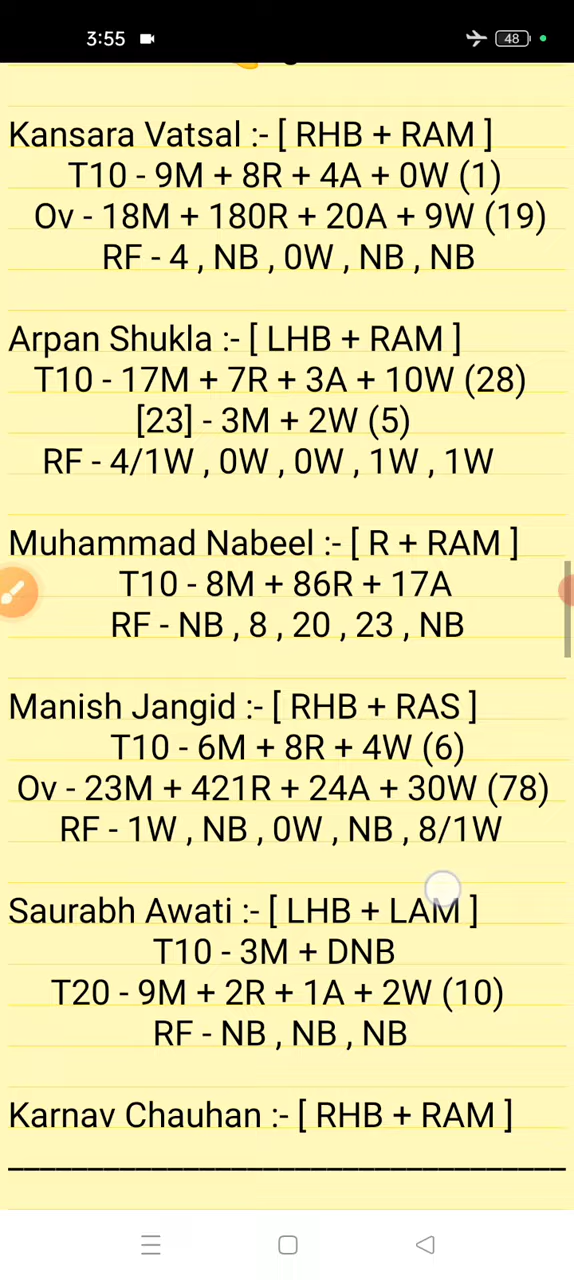 3:55
48
Kansara Vatsal :- [ RHB + RAM ]
T10 - 9M + 8R + 4A + 0W (1)
Ov - 18M + 180R + 20A + 9W (19)
RF - 4 , NB , 0W , NB , NB
Arpan Shukla :- [ LHB + RAM ]
T10 - 17M + 7R + 3A + 10W (28)
[23] - 3M + 2W (5)
RF - 4/1W , 0W , 0W , 1W , 1W
Muhammad Nabeel :- [ R + RAM ]
T10 - 8M + 86R + 17A
RF - NB , 8 , 20 , 23 , NB
Manish Jangid :- [ RHB + RAS ]
T10 - 6M + 8R + 4W (6)
Ov - 23M + 421R + 24A + 30W (78)
RF - 1W , NB , 0W , NB , 8/1W
Saurabh Awati :- [ LHB + LAM ]
T10 - 3M + DNB
T20 - 9M + 2R + 1A + 2W (10)
RF - NB , NB , NB
Karnav Chauhan :- [ RHB + RAM ]